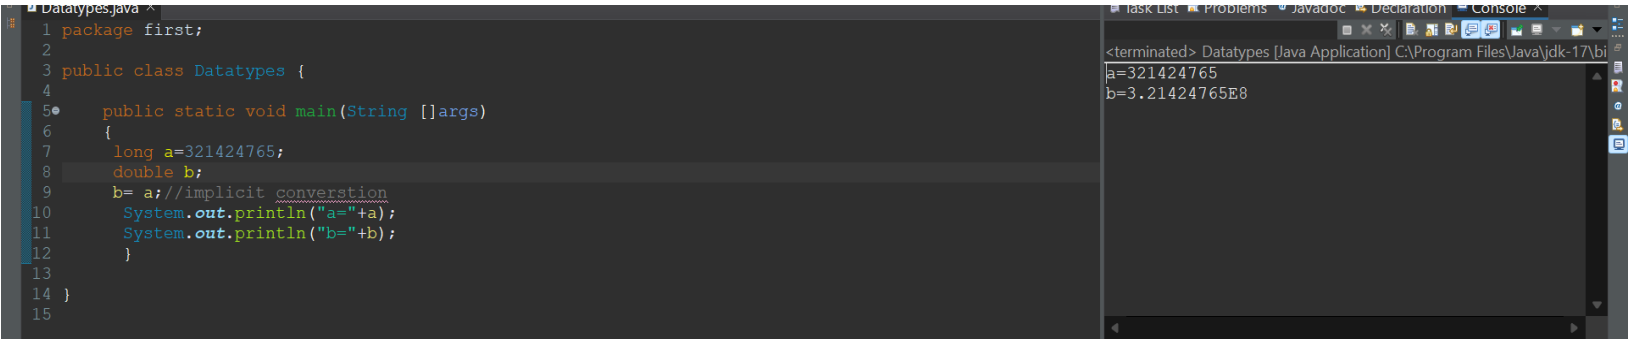 Datatypes.java
Task List Problems Javadoc Declaration Console
1 package first;
2
3 public class Datatypes {
4
5 public static void main(String []args)
6 {
7 long a=321424765;
8 double b;
9 b= a;//implicit converstion
10 System.out.println("a="+a);
11 System.out.println("b="+b);
12 }
13
14 }
15
<terminated> Datatypes [Java Application] C:\Program Files\Java\jdk-17\bi
a=321424765
b=3.21424765E8